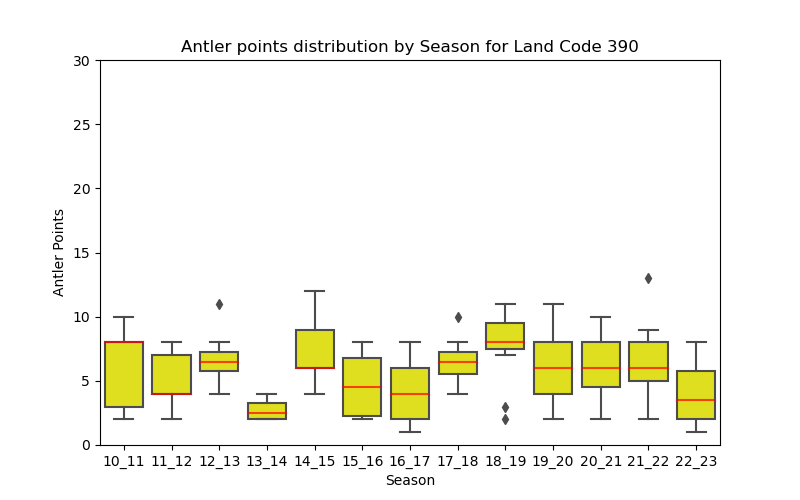 Antler points distribution by Season for Land Code 390
30
25
20
15
10
5
0
Antler Points
10_11 11_12 12_13 13_14 14_15 15_16 16_17 17_18 18_19 19_20 20_21 21_22 22_23
Season